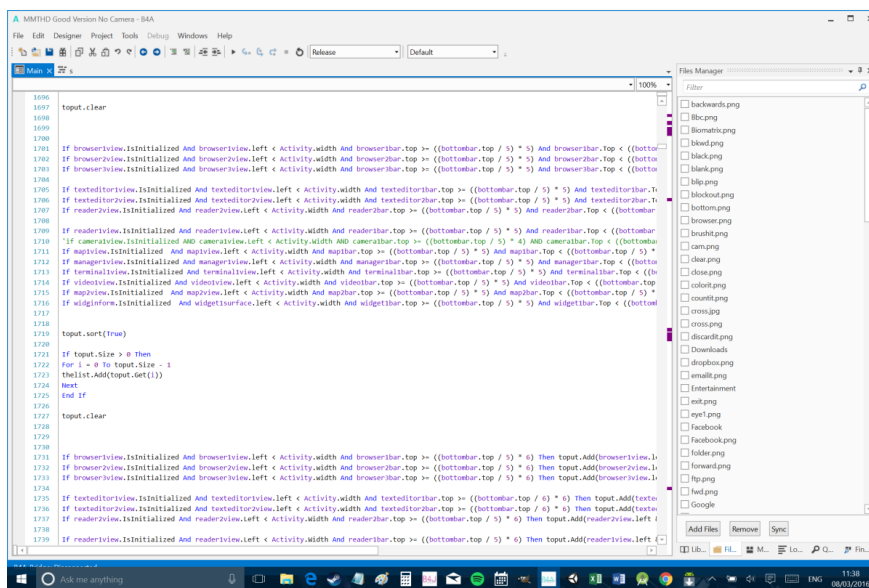 MMTHD Good Version No Camera - B4A
File Edit Designer Project Tools Debug Windows Help
Release Default
Main s
100%
1696
1697 toput.clear
1698
1699
1700
1701 If browser1view.IsInitialized And browser1view.left < Activity.width And browser1bar.top >= ((bottombar.top / 5) * 5) And browser1bar.Top < ((bottom
1702 If browser2view.IsInitialized And browser2view.left < Activity.width And browser2bar.top >= ((bottombar.top / 5) * 5) And browser2bar.Top < ((bottom
1703 If browser3view.IsInitialized And browser3view.left < Activity.width And browser3bar.top >= ((bottombar.top / 5) * 5) And browser3bar.Top < ((bottom
1704
1705 If texteditor1view.IsInitialized And texteditor1view.left < Activity.width And texteditor1bar.top >= ((bottombar.top / 5) * 5) And texteditor1bar.To
1706 If texteditor2view.IsInitialized And texteditor2view.left < Activity.width And texteditor2bar.top >= ((bottombar.top / 5) * 5) And texteditor2bar.To
1707 If reader2view.IsInitialized And reader2view.Left < Activity.Width And reader2bar.top >= ((bottombar.top / 5) * 5) And reader2bar.Top < ((bottombar
1708
1709 If reader1view.IsInitialized And reader1view.left < Activity.width And reader1bar.top >= ((bottombar.top / 5) * 5) And reader1bar.Top < ((bottombar
1710 'if camera1view.IsInitialized AND camera1view.Left < Activity.Width AND camera1bar.top >= ((bottombar.top / 5) * 4) AND camera1bar.Top < ((bottombar
1711 If map1view.IsInitialized And map1view.left < Activity.width And map1bar.top >= ((bottombar.top / 5) * 5) And map1bar.Top < ((bottombar.top / 5) *
1712 If manager1view.IsInitialized And manager1view.left < Activity.width And manager1bar.top >= ((bottombar.top / 5) * 5) And manager1bar.Top < ((bottom
1713 If terminal1view.IsInitialized And terminal1view.left < Activity.width And terminal1bar.top >= ((bottombar.top / 5) * 5) And terminal1bar.Top < ((bo
1714 If video1view.IsInitialized And video1view.left < Activity.width And video1bar.top >= ((bottombar.top / 5) * 5) And video1bar.Top < ((bottombar.top
1715 If map2view.IsInitialized And map2view.left < Activity.width And map2bar.top >= ((bottombar.top / 5) * 5) And map2bar.Top < ((bottombar.top / 5) *
1716 If widginform.IsInitialized And widget1surface.left < Activity.width And widget1bar.top >= ((bottombar.top / 5) * 5) And widget1bar.Top < ((bottom
1717
1718
1719 toput.sort(True)
1720
1721 If toput.Size > 0 Then
1722 For i = 0 To toput.Size - 1
1723 thelist.Add(toput.Get(i))
1724 Next
1725 End If
1726
1727 toput.clear
1728
1729
1730
1731 If browser1view.IsInitialized And browser1view.left < Activity.width And browser1bar.top >= ((bottombar.top / 5) * 6) Then toput.Add(browser1view.l
1732 If browser2view.IsInitialized And browser2view.left < Activity.width And browser2bar.top >= ((bottombar.top / 5) * 6) Then toput.Add(browser2view.l
1733 If browser3view.IsInitialized And browser3view.left < Activity.width And browser3bar.top >= ((bottombar.top / 5) * 6) Then toput.Add(browser3view.l
1734
1735 If texteditor1view.IsInitialized And texteditor1view.left < Activity.width And texteditor1bar.top >= ((bottombar.top / 6) * 6) Then toput.Add(texte
1736 If texteditor2view.IsInitialized And texteditor2view.left < Activity.width And texteditor2bar.top >= ((bottombar.top / 5) * 6) Then toput.Add(texte
1737 If reader2view.IsInitialized And reader2view.Left < Activity.Width And reader2bar.top >= ((bottombar.top / 5) * 6) Then toput.Add(reader2view.left &
1738
1739 If reader1view.IsInitialized And reader1view.left < Activity.width And reader1bar.top >= ((bottombar.top / 5) * 6) Then toput.Add(reader1view.left &
Files Manager
Filter
backwards.png
Bbc.png
Biomatrix.png
bkwd.png
black.png
blank.png
blip.png
blockout.png
bottom.png
browser.png
brushit.png
cam.png
clear.png
close.png
colorit.png
countit.png
cross.jpg
cross.png
discardit.png
Downloads
dropbox.png
emailit.png
Entertainment
exit.png
eye1.png
Facebook
Facebook.png
folder.png
forward.png
ftp.png
fwd.png
Google
Add Files Remove Sync
Lib... Fil... M... Lo... Q... Fin...
Ask me anything
B4J
B4A
ENG
11:38
08/03/2016